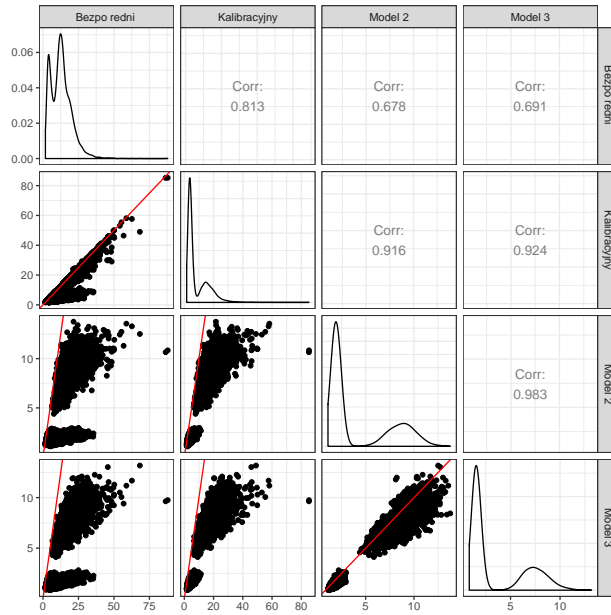 Bezpo redni
Kalibracyjny
Model 2
Model 3
0.06
0.04
0.02
0.00
Corr:
0.813
Corr:
0.678
Corr:
0.691
Bezpo redni
80
60
40
20
0
Corr:
0.916
Corr:
0.924
Kalibracyjny
10
5
Corr:
0.983
Model 2
10
5
Model 3
0 25 50 75
0 20 40 60 80
5 10
5 10